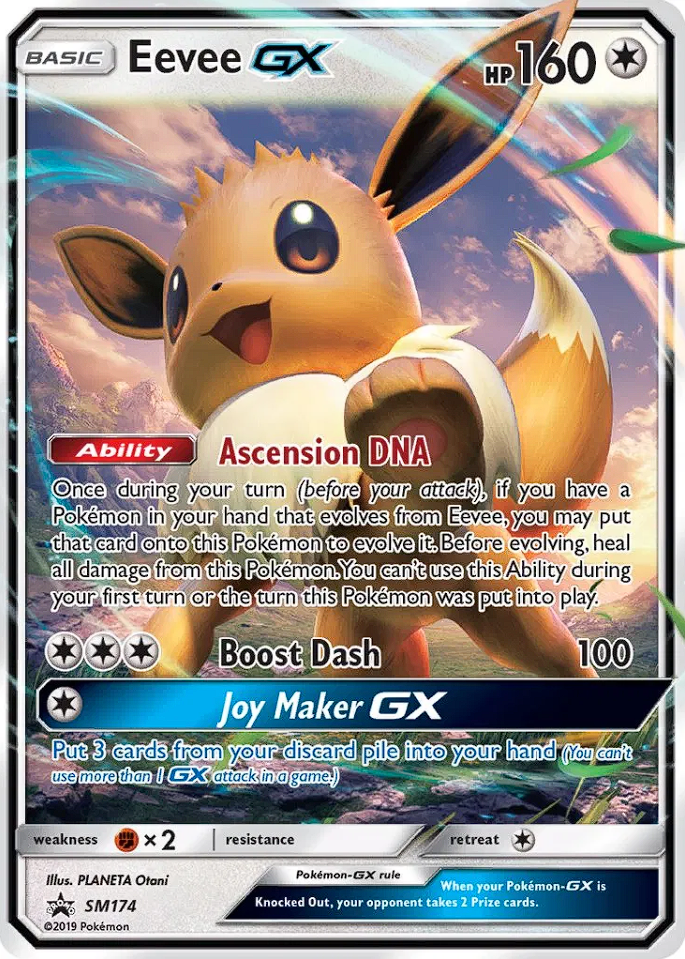 BASIC Eevee GX HP 160
Ability Ascension DNA
Once during your turn (before your attack), if you have a
Pokémon in your hand that evolves from Eevee, you may put
that card onto this Pokémon to evolve it. Before evolving, heal
all damage from this Pokémon. You can't use this Ability during
your first turn or the turn this Pokémon was put into play.
Boost Dash 100
Joy Maker GX
Put 3 cards from your discard pile into your hand (You can't
use more than 1 GX attack in a game.)
weakness ×2 resistance retreat
Illus. PLANETA Otani
SM174
©2019 Pokémon
Pokémon-GX rule
When your Pokémon-GX is
Knocked Out, your opponent takes 2 Prize cards.